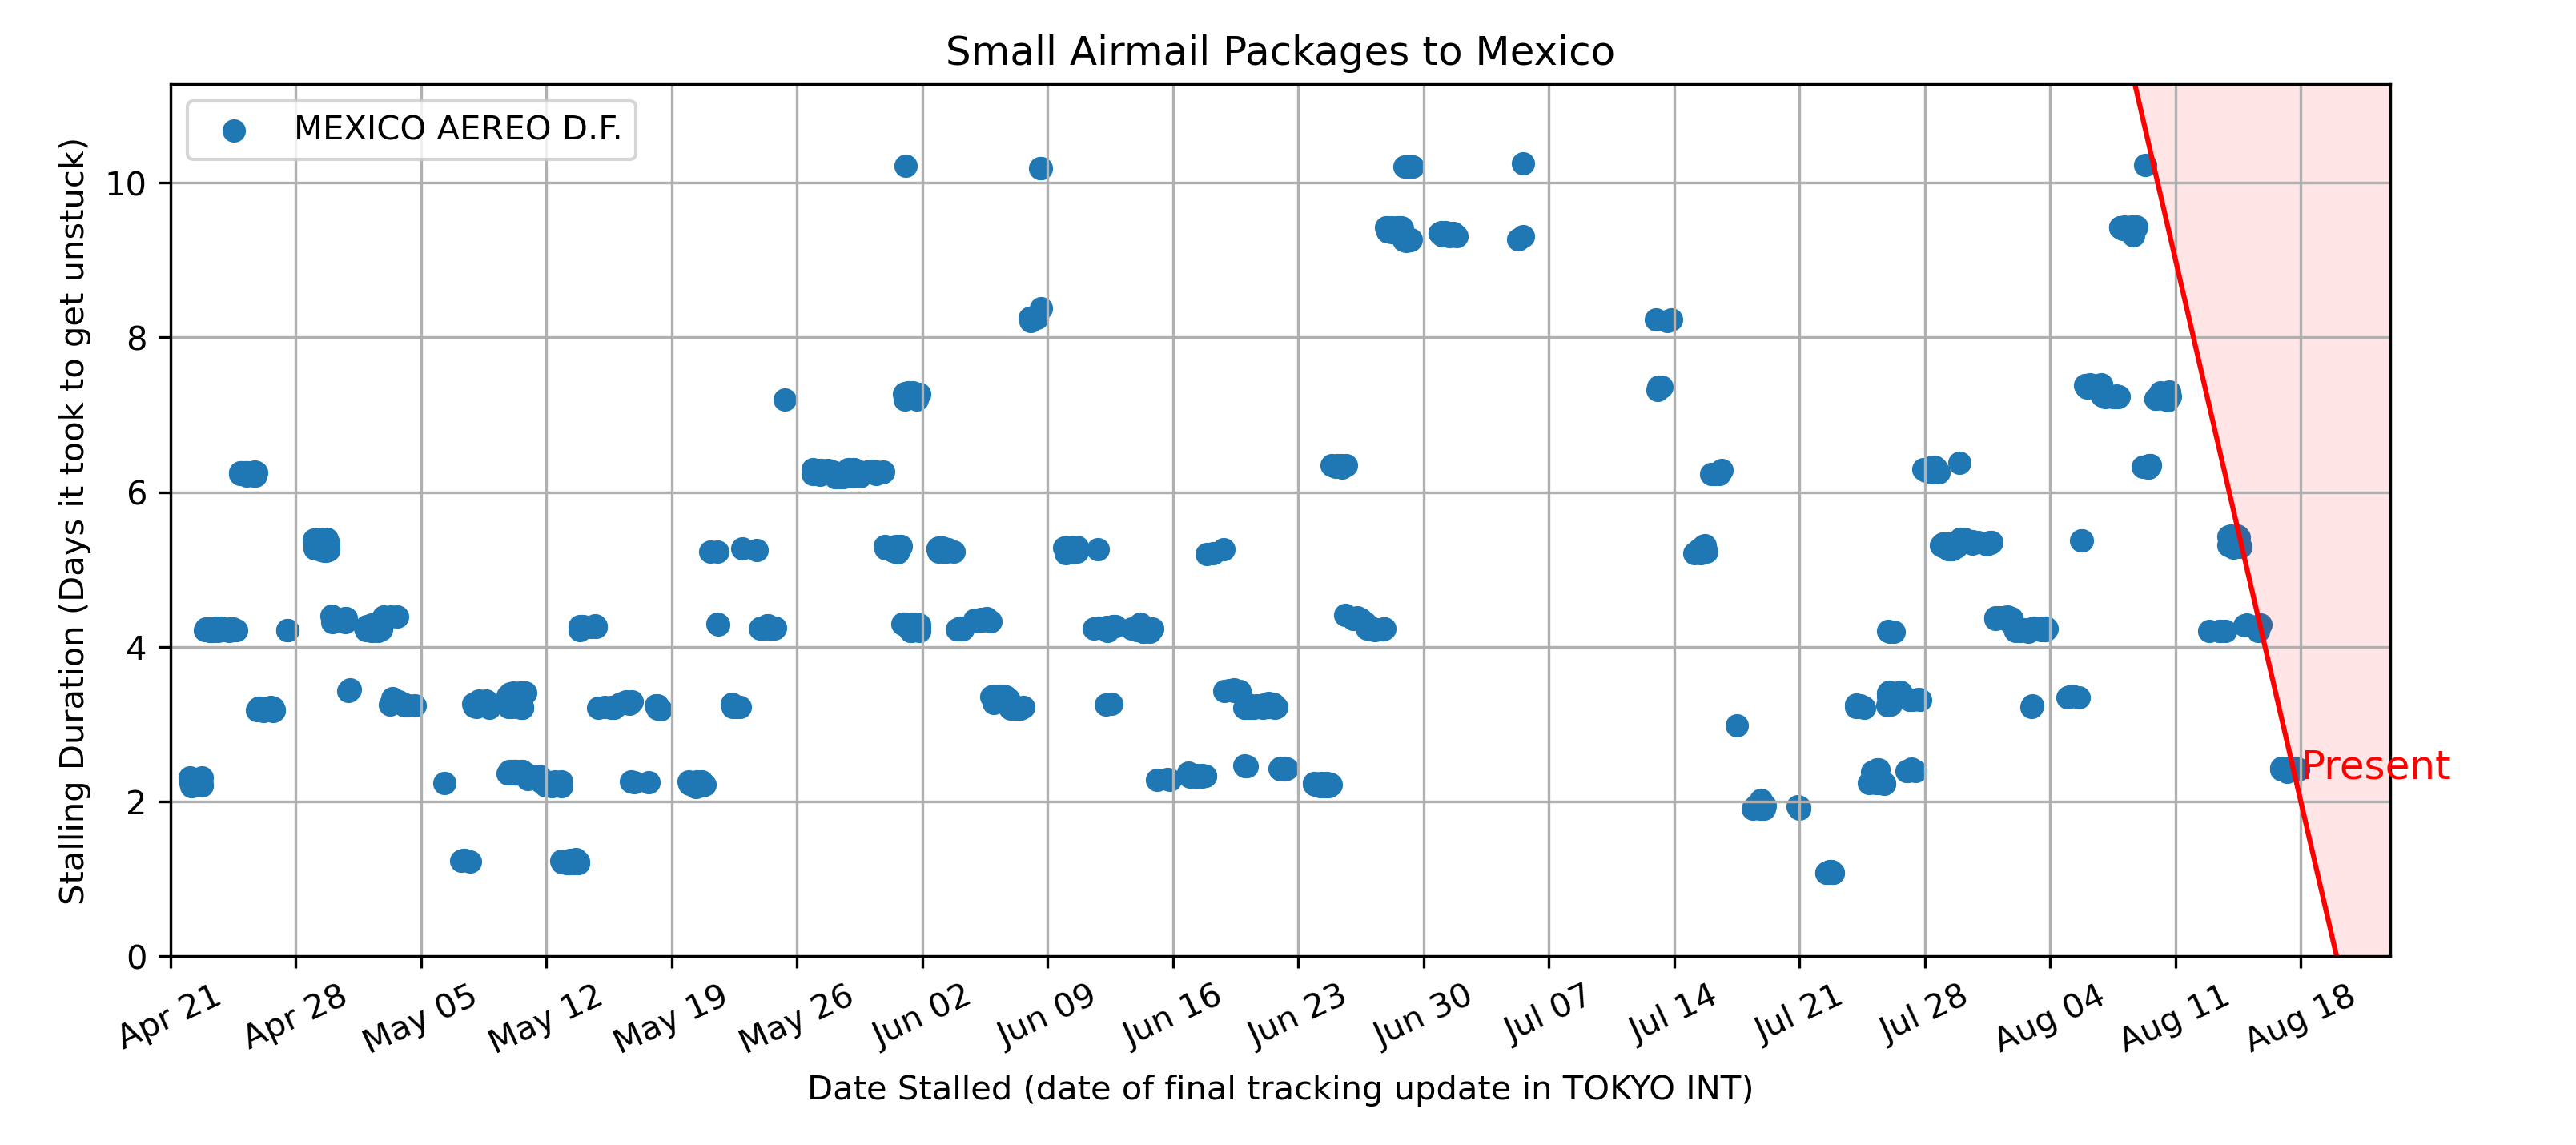 Small Airmail Packages to Mexico
MEXICO AEREO D.F.
Stalling Duration (Days it took to get unstuck)
10
8
6
4
2
0
Present
Apr 21
Apr 28
May 05
May 12
May 19
May 26
Jun 02
Jun 09
Jun 16
Jun 23
Jun 30
Jul 07
Jul 14
Jul 21
Jul 28
Aug 04
Aug 11
Aug 18
Date Stalled (date of final tracking update in TOKYO INT)